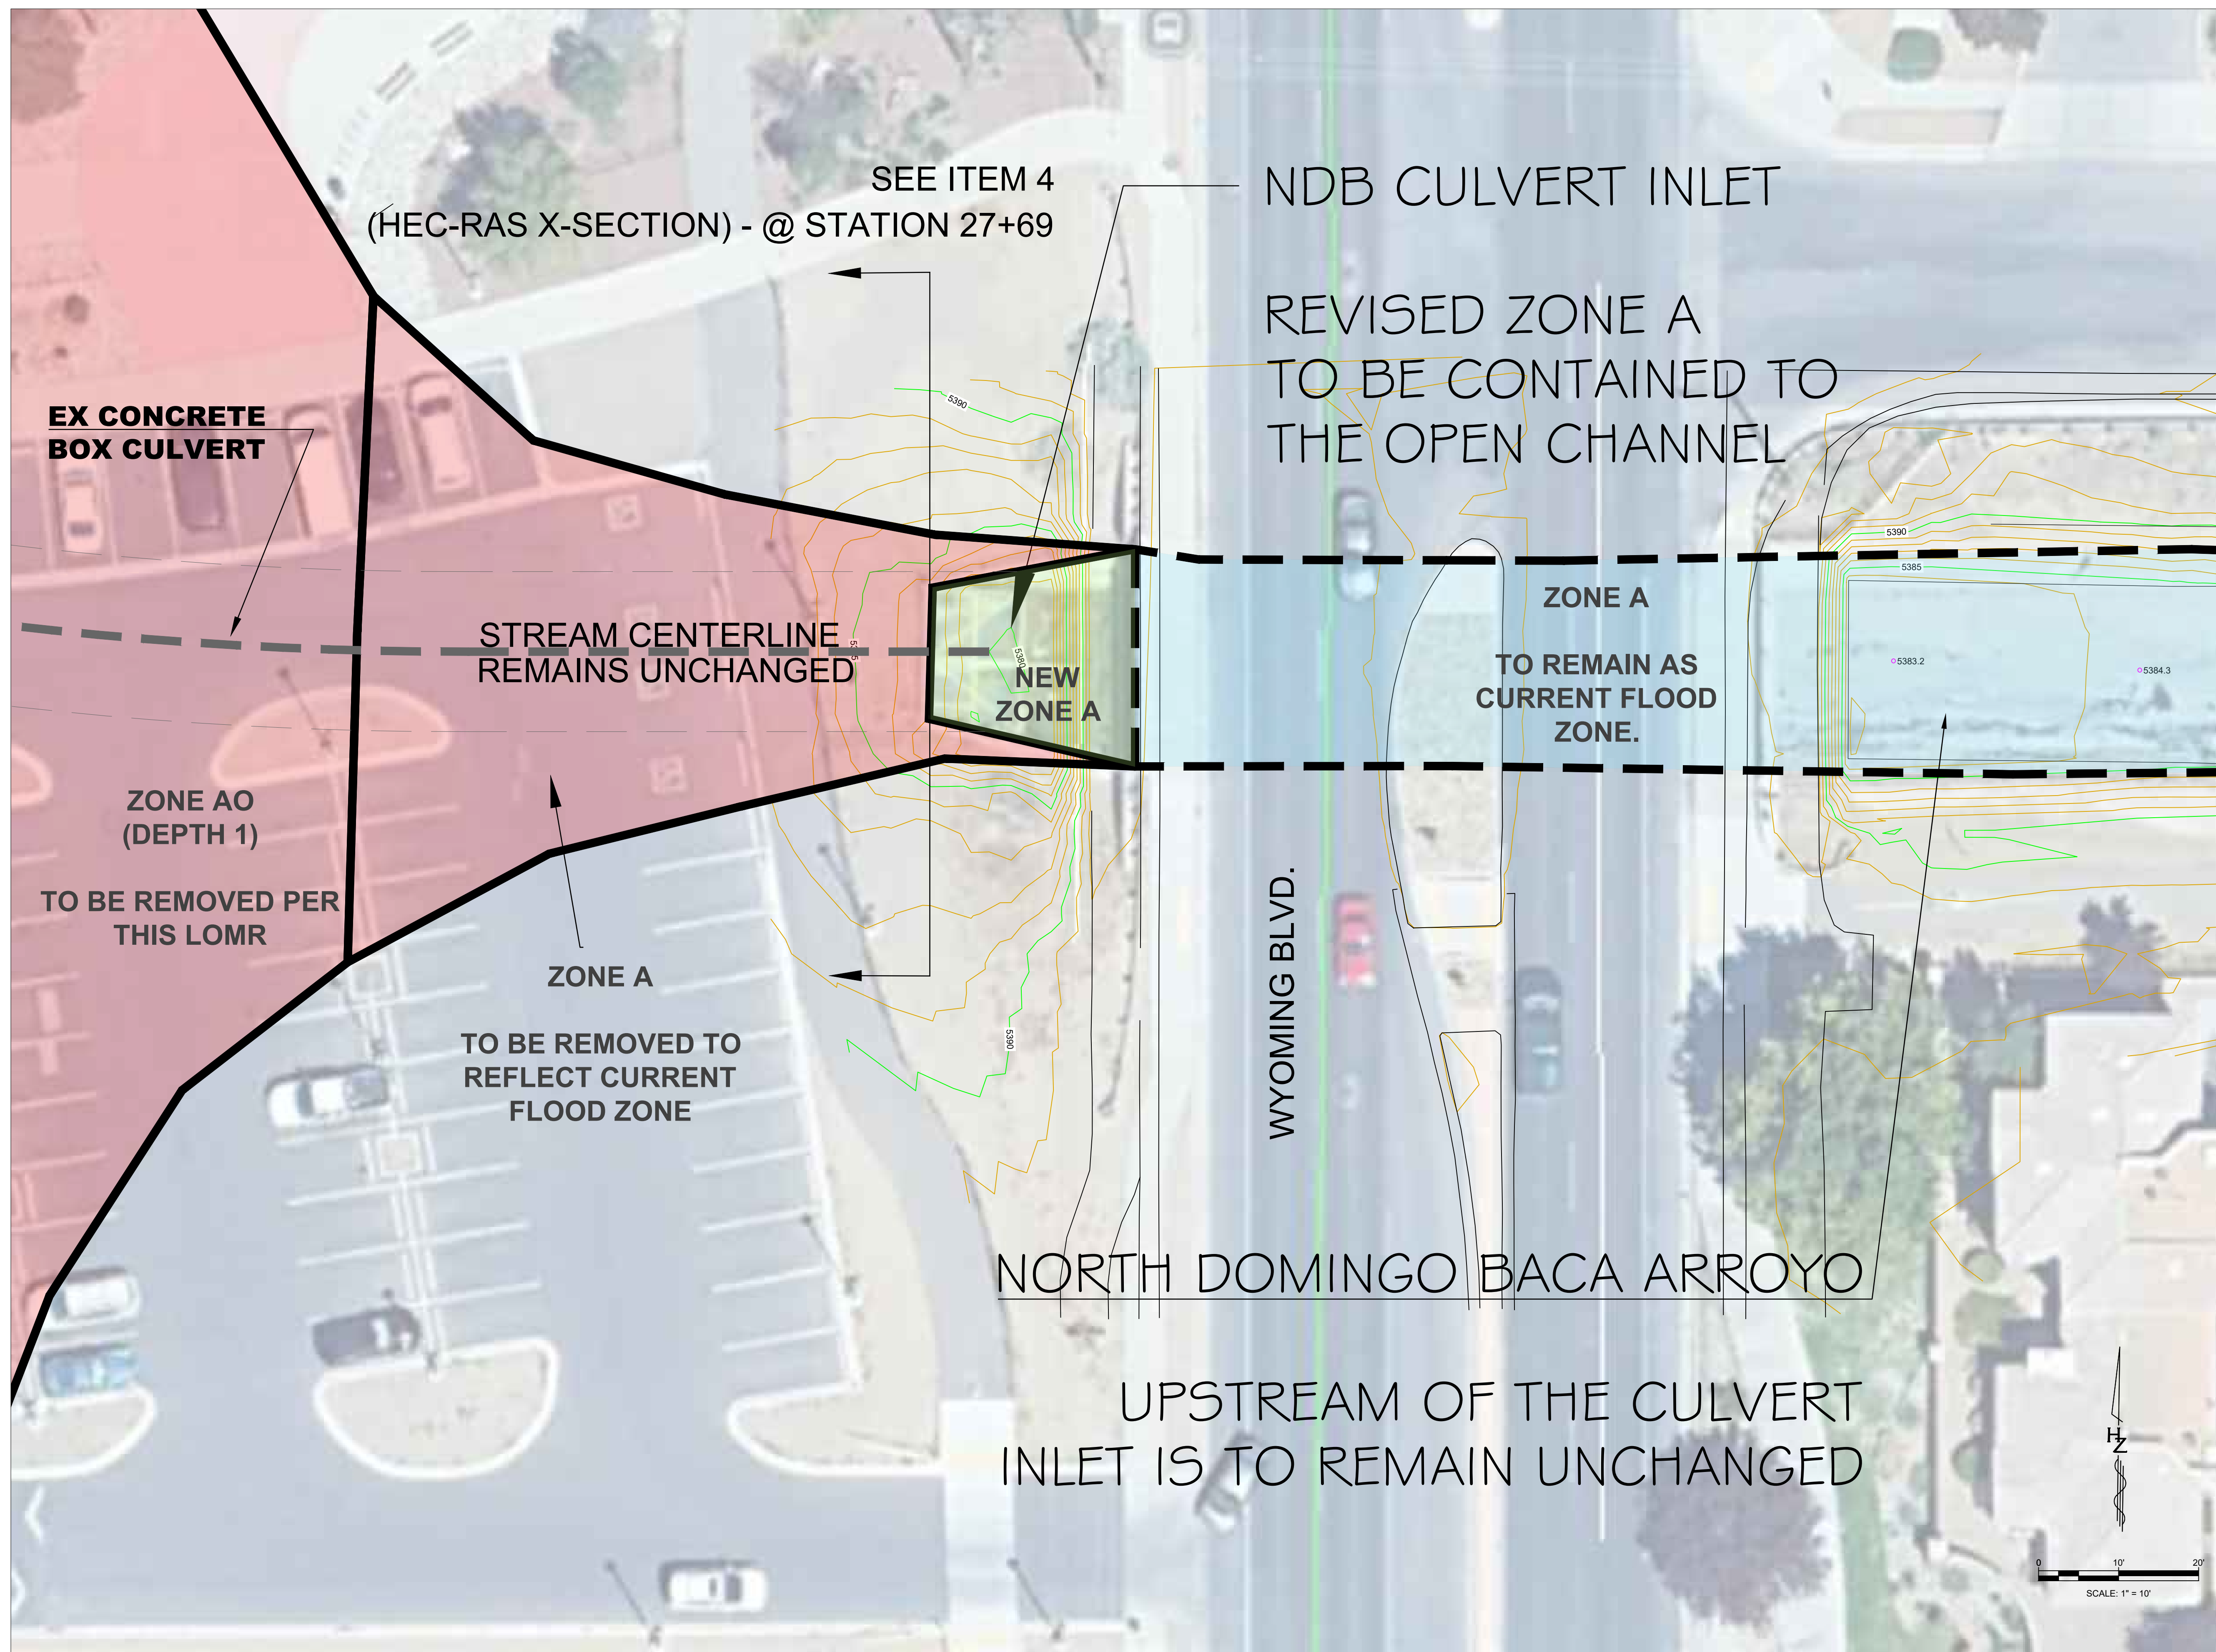 SEE ITEM 4
(HEC-RAS X-SECTION) - @ STATION 27+69
NDB CULVERT INLET
REVISED ZONE A
TO BE CONTAINED TO
THE OPEN CHANNEL
5390
EX CONCRETE
BOX CULVERT
5390
5385
ZONE A
TO REMAIN AS
CURRENT FLOOD
ZONE.
5383.2
5384.3
STREAM CENTERLINE
REMAINS UNCHANGED
5380
NEW
ZONE A
ZONE AO
(DEPTH 1)
TO BE REMOVED PER
THIS LOMR
ZONE A
TO BE REMOVED TO
REFLECT CURRENT
FLOOD ZONE
5390
WYOMING BLVD.
NORTH DOMINGO BACA ARROYO
UPSTREAM OF THE CULVERT
INLET IS TO REMAIN UNCHANGED
0 10' 20'
SCALE: 1" = 10'